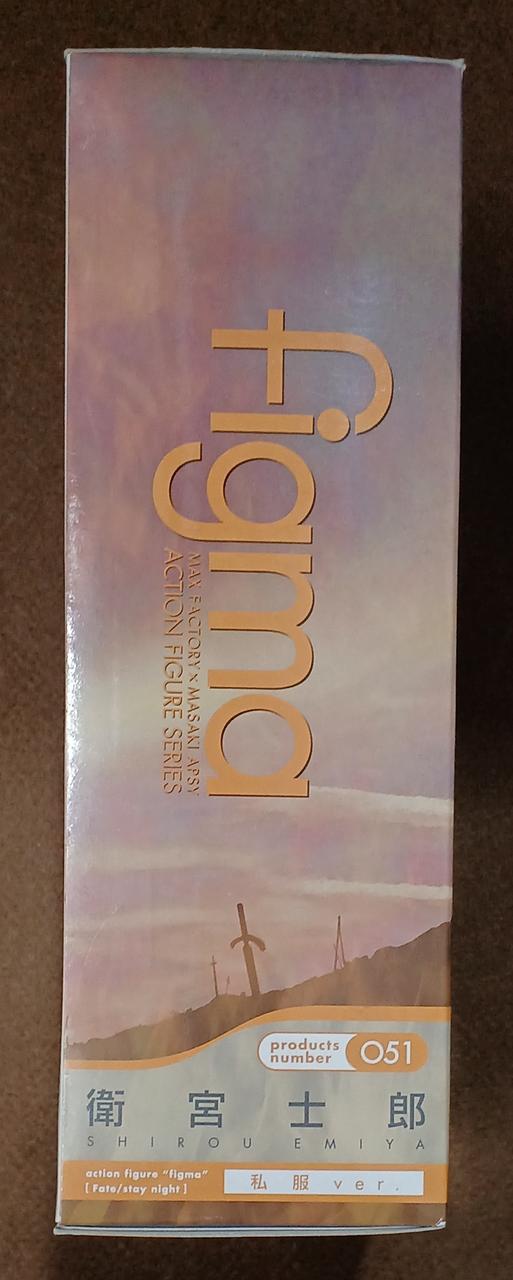 figma
MAX FACTORY × MASAKI APSY
ACTION FIGURE SERIES
products
number
051
衛宮士郎
SHIROU EMIYA
action figure "figma"
[ Fate/stay night ]
私服 ver.